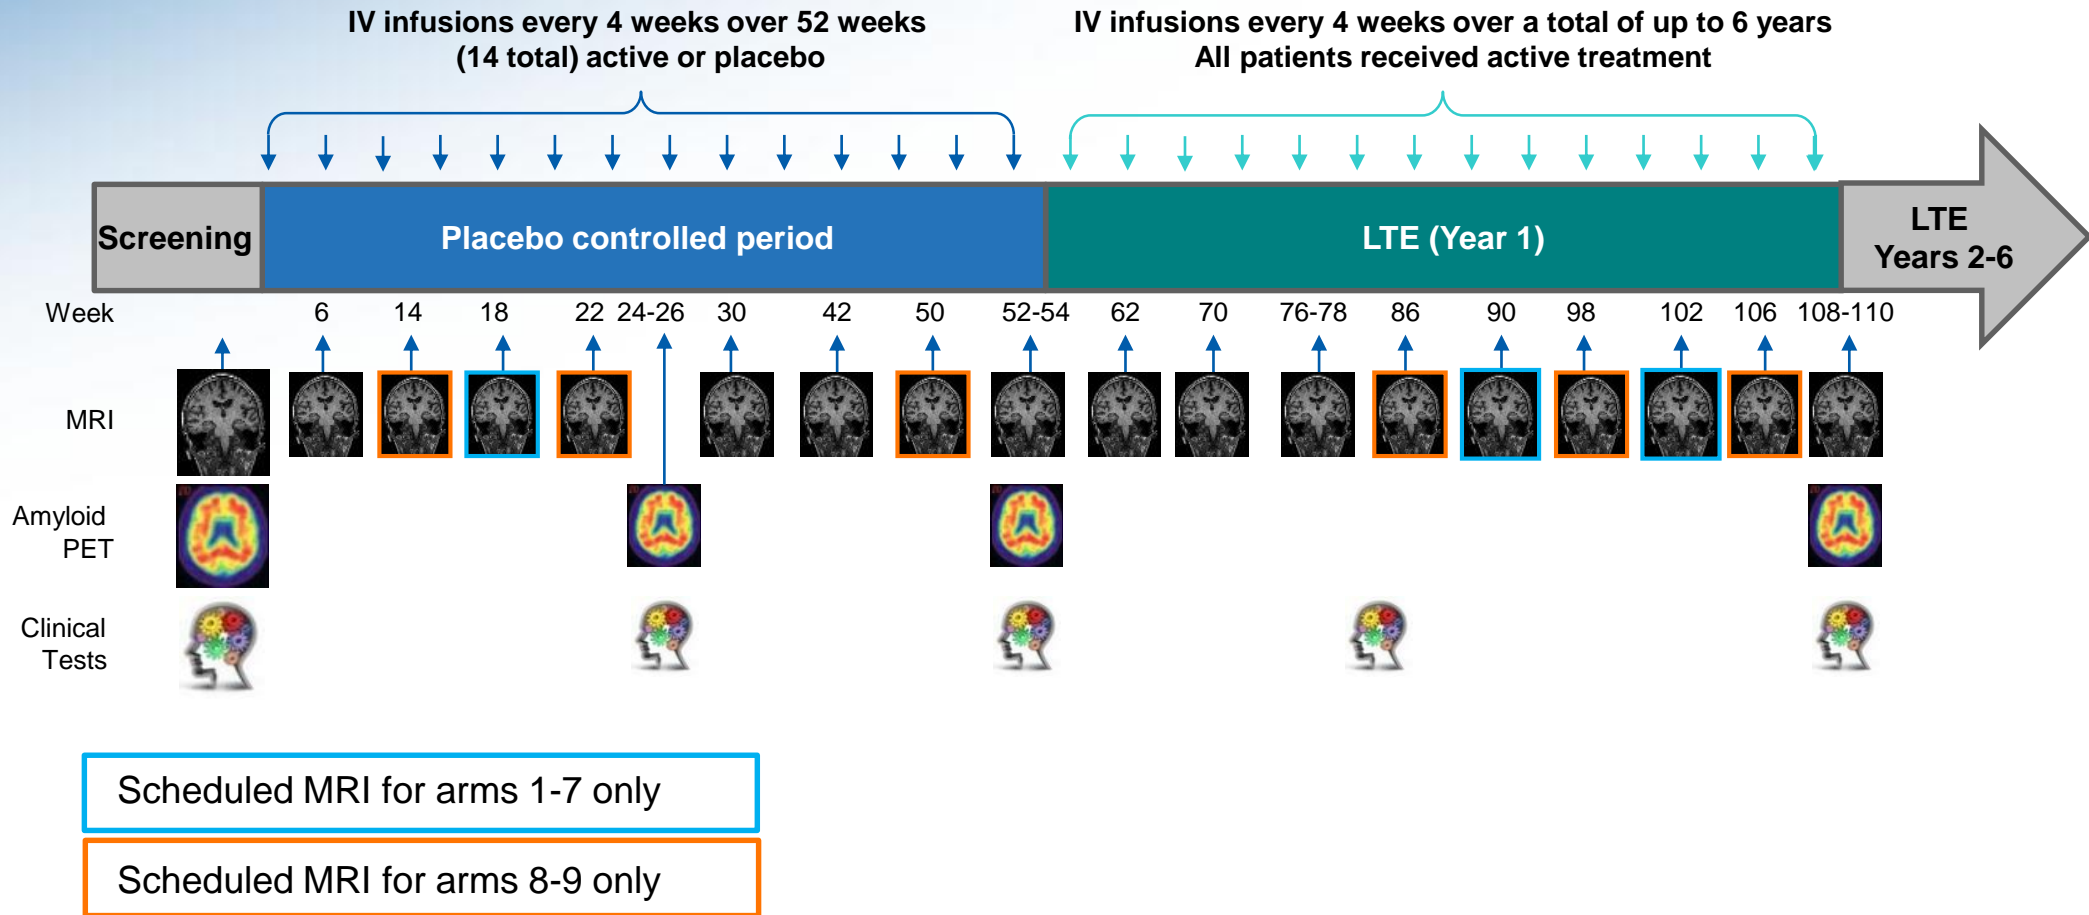 IV infusions every 4 weeks over 52 weeks
(14 total) active or placebo
IV infusions every 4 weeks over a total of up to 6 years
All patients received active treatment
Screening
Placebo controlled period
LTE (Year 1)
LTE
Years 2-6
Week 6 14 18 22 24-26 30 42 50 52-54 62 70 76-78 86 90 98 102 106 108-110
MRI
Amyloid
PET
Clinical
Tests
Scheduled MRI for arms 1-7 only
Scheduled MRI for arms 8-9 only